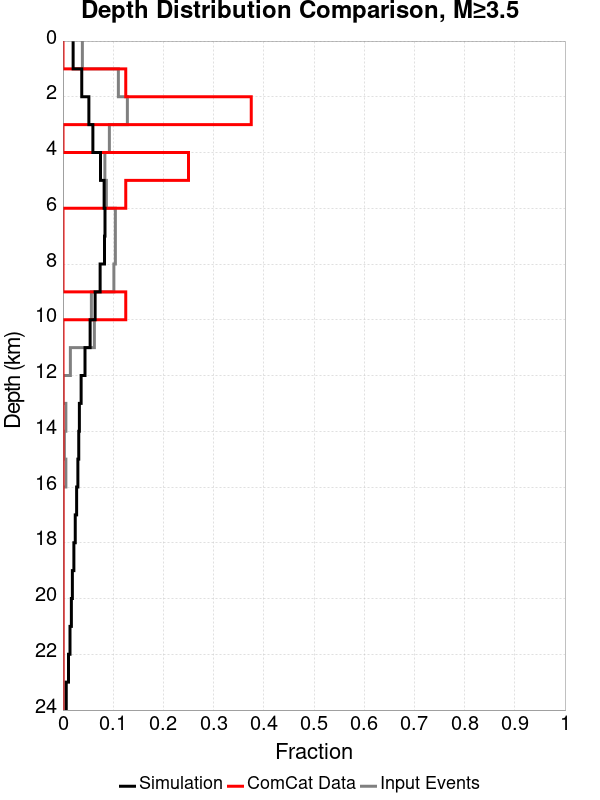 Depth Distribution Comparison, M≥3.5
0
2
4
6
8
10
12
14
16
18
20
22
24
Depth (km)
0 0.1 0.2 0.3 0.4 0.5 0.6 0.7 0.8 0.9 1
Fraction
Simulation ComCat Data Input Events